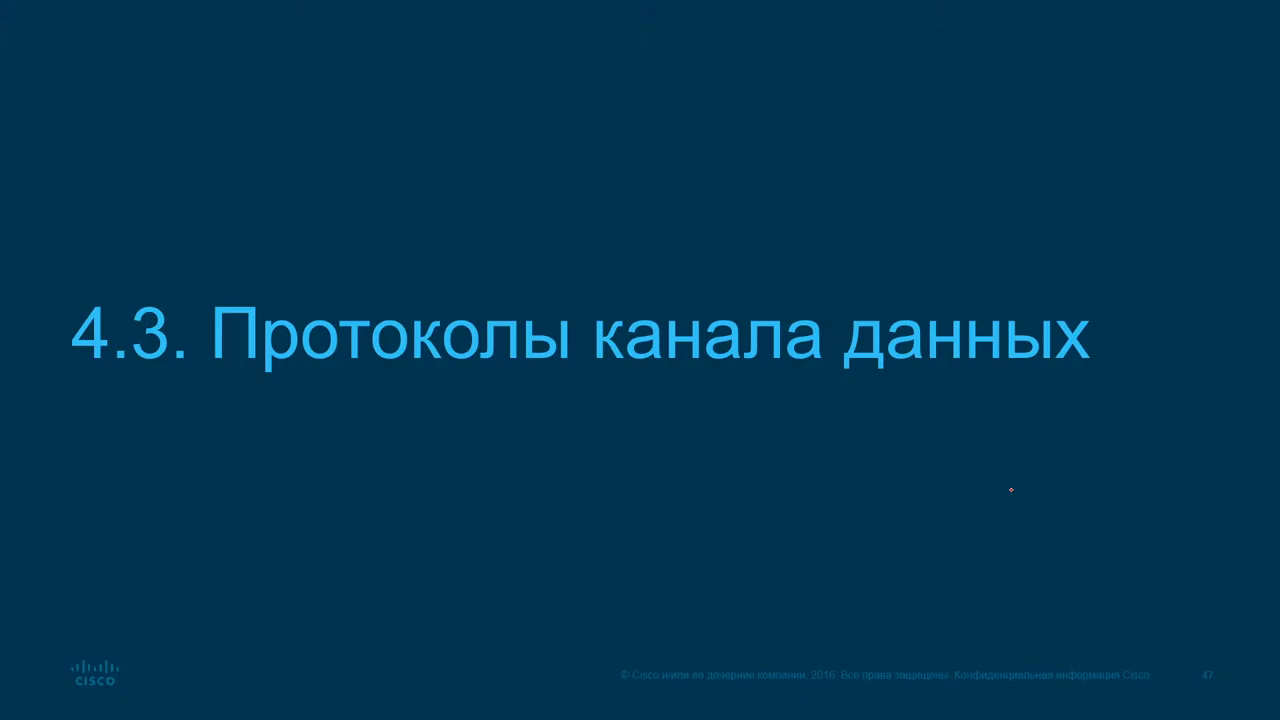 4.3. Протоколы канала данных
CISCO
© Cisco и/или ее дочерние компании, 2016. Все права защищены. Конфиденциальная информация Cisco
47